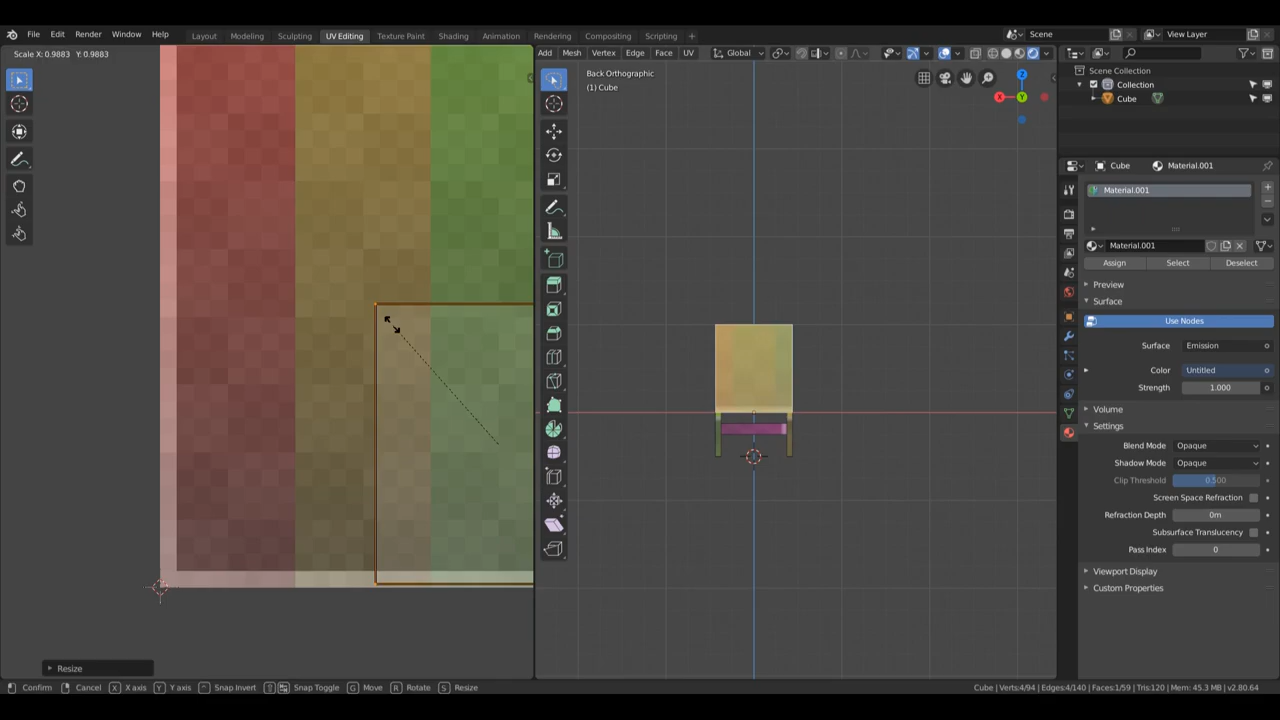 File Edit Render Window Help Layout Modeling Sculpting UV Editing Texture Paint Shading Animation Rendering Compositing Scripting + Scene View Layer
Scale X: 0.9883 Y: 0.9883
Add Mesh Vertex Edge Face UV Global
Back Orthographic
(1) Cube
Z
X
Y
Scene Collection
Collection
Cube
Cube Material.001
Material.001
Material.001
Assign Select Deselect
Preview
Surface
Use Nodes
Surface Emission
Color Untitled
Strength 1.000
Volume
Settings
Blend Mode Opaque
Shadow Mode Opaque
Clip Threshold 0.500
Screen Space Refraction
Refraction Depth 0m
Subsurface Translucency
Pass Index 0
Viewport Display
Custom Properties
Resize
Confirm Cancel X X axis Y Y axis Snap Invert Snap Toggle G Move R Rotate S Resize
Cube | Verts:4/94 | Edges:4/140 | Faces:1/59 | Tris:120 | Mem: 45.3 MB | v2.80.64